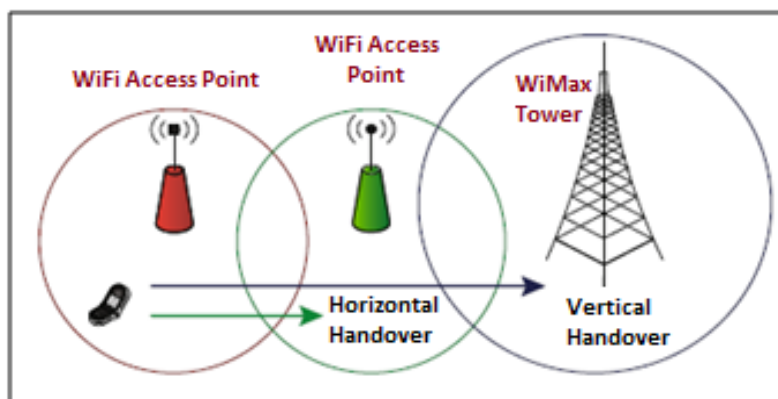 WiFi Access Point
WiFi Access
Point
WiMax
Tower
Horizontal
Handover
Vertical
Handover